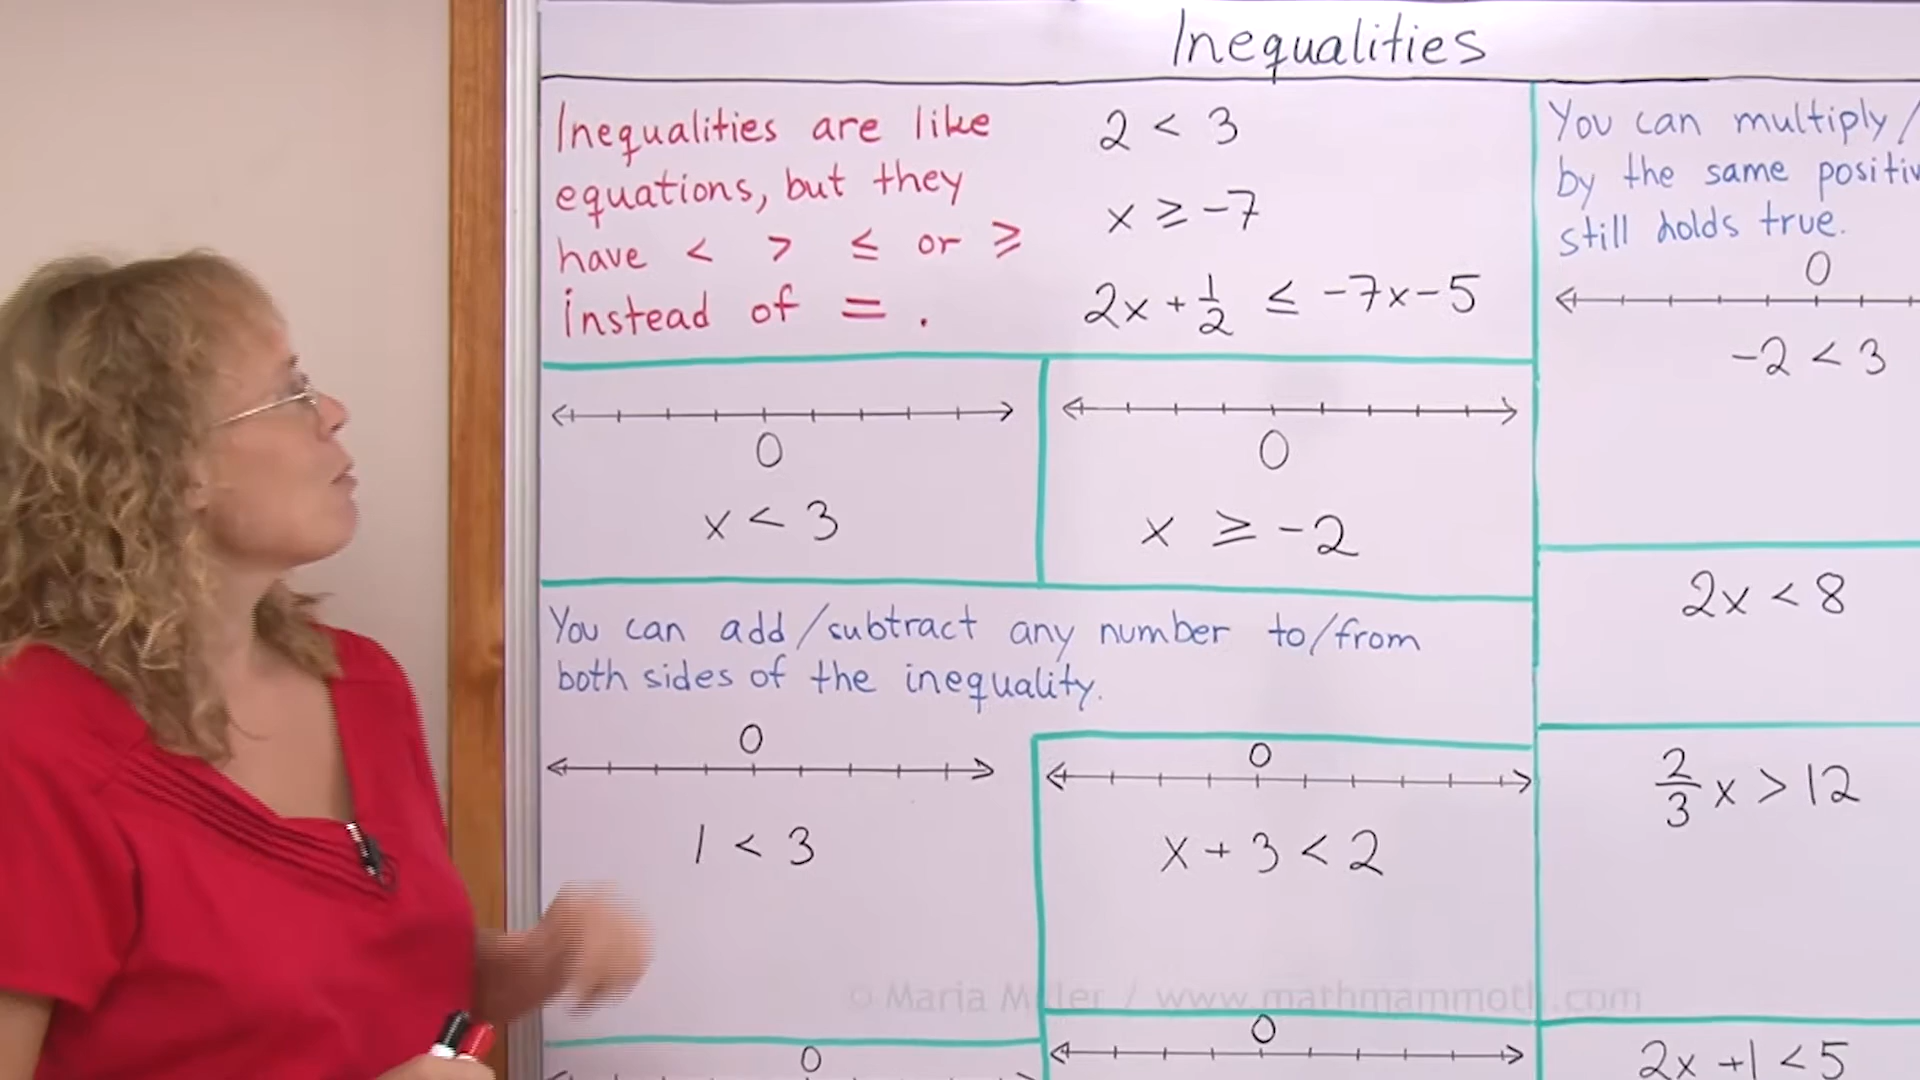 Inequalities
Inequalities are like
equations, but they
have < > ≤ or ≥
instead of = .
2 < 3
x ≥ -7
2x + 1/2 ≤ -7x - 5
0
x < 3
0
x ≥ -2
You can add/subtract any number to/from
both sides of the inequality.
0
1 < 3
0
x + 3 < 2
0
0
You can multiply/
by the same
still holds true.
0
-2 < 3
2x < 8
2/3 x > 12
2x + 1 < 5
© Maria Miller / www.mathmammoth.com